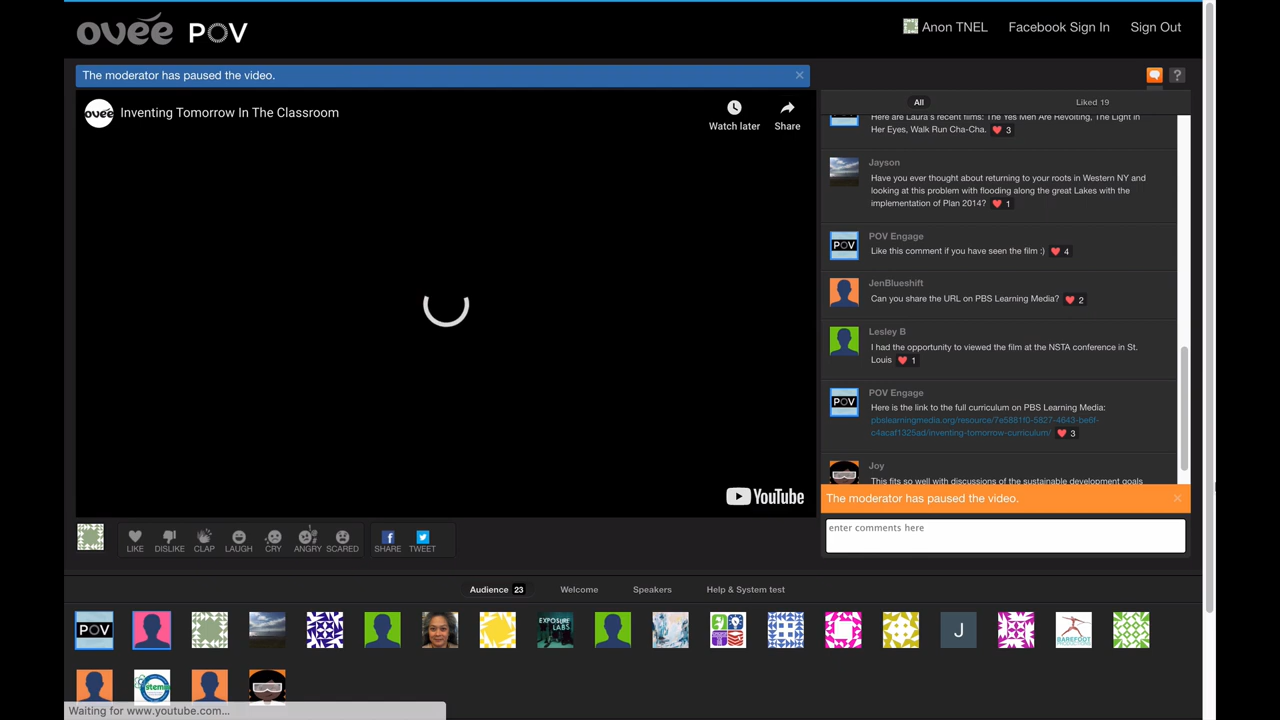 ovee POV
Anon TNEL Facebook Sign In Sign Out
The moderator has paused the video. ×
ovee Inventing Tomorrow In The Classroom
Watch later Share
YouTube
LIKE DISLIKE CLAP LAUGH CRY ANGRY SCARED SHARE TWEET
?
All Liked 19
Here are Laura's recent films: The Yes Men Are Revolting, The Light in
Her Eyes, Walk Run Cha-Cha. 3
Jayson
Have you ever thought about returning to your roots in Western NY and
looking at this problem with flooding along the great Lakes with the
implementation of Plan 2014? 1
POV Engage
POV
Like this comment if you have seen the film :) 4
JenBlueshift
Can you share the URL on PBS Learning Media? 2
Lesley B
I had the opportunity to viewed the film at the NSTA conference in St.
Louis 1
POV Engage
POV
Here is the link to the full curriculum on PBS Learning Media:
pbslearningmedia.org/resource/7e5881f0-5827-4643-be6f-
c4acaf1325ad/inventing-tomorrow-curriculum/ 3
Joy
This fits so well with discussions of the sustainable development goals
The moderator has paused the video. ×
enter comments here
Audience 23 Welcome Speakers Help & System test
POV
EXPOSURE
LABS
J
BAREFOOT
stem
Waiting for www.youtube.com...